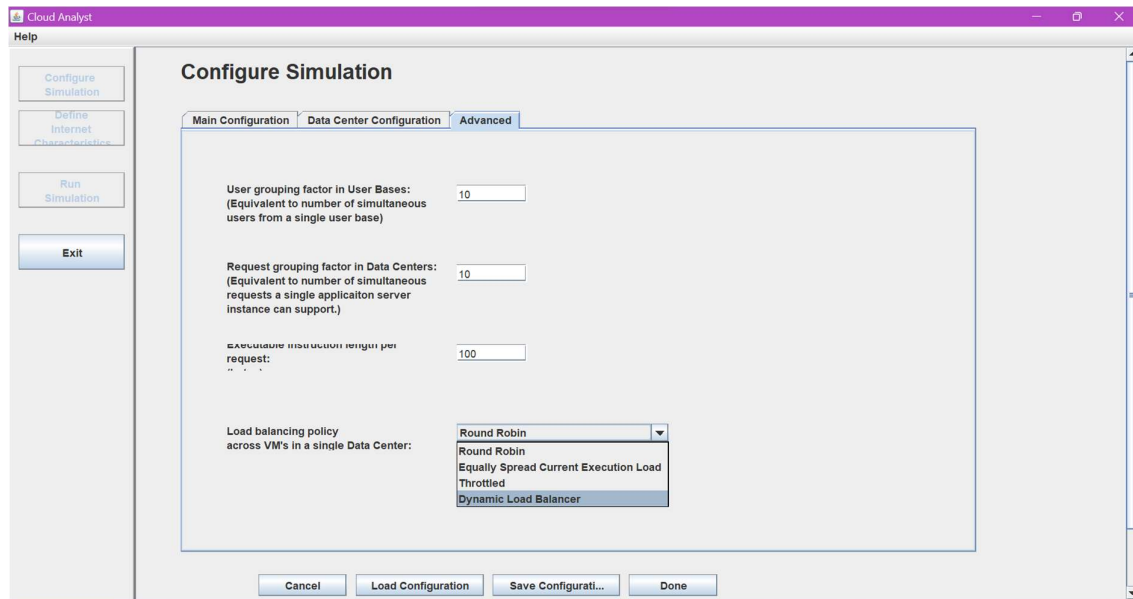 Cloud Analyst
Help
Configure Simulation
Configure
Simulation
Define
Internet
Characteristics
Run
Simulation
Exit
Main Configuration Data Center Configuration Advanced
User grouping factor in User Bases:
(Equivalent to number of simultaneous
users from a single user base)
10
Request grouping factor in Data Centers:
(Equivalent to number of simultaneous
requests a single applicaiton server
instance can support.)
10
Executable instruction length per
request:
100
Load balancing policy
across VM's in a single Data Center:
Round Robin
Round Robin
Equally Spread Current Execution Load
Throttled
Dynamic Load Balancer
Cancel Load Configuration Save Configurati... Done